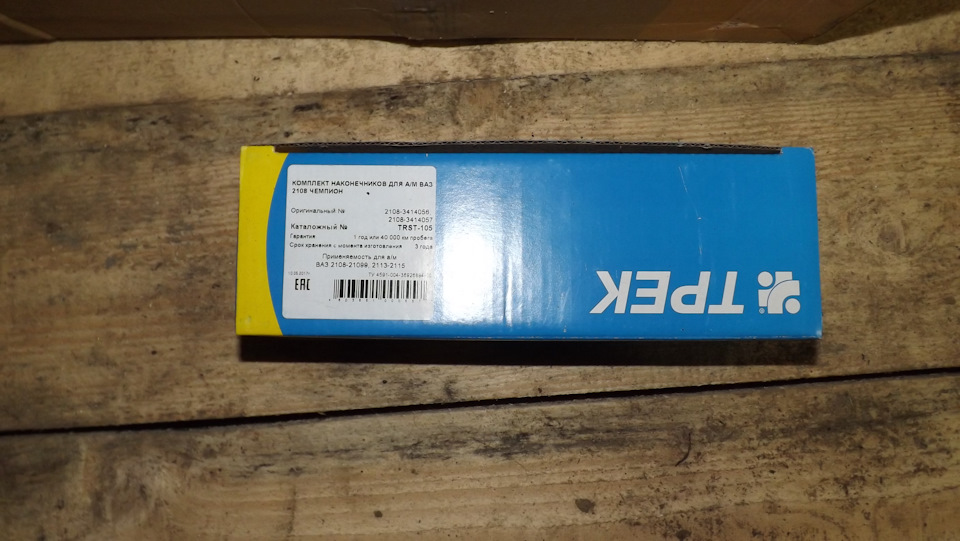 КОМПЛЕКТ НАКОНЕЧНИКОВ ДЛЯ А/М ВАЗ
2108 ЧЕМПИОН
Оригинальный № 2108-3414056
2108-3414057
Каталожный № TRST-105
Гарантия 1 год или 40 000 км пробега
Срок хранения с момента изготовления 3 года
Применяемость для а/м
ВАЗ 2108-21099, 2113-2115
ЕАС
ТРЕК